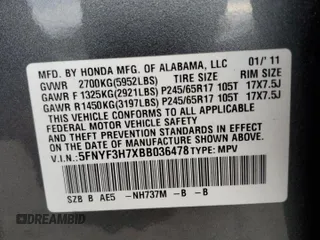 MFD. BY HONDA MFG. OF ALABAMA, LLC 01/'11
GVWR 2700KG(5952LBS) TIRE SIZE RIM SIZE
GAWR F 1325KG(2921LBS) P245/65R17 105T 17X7.5J
GAWR R1450KG(3197LBS) P245/65R17 105T 17X7.5J
THIS VEHICLE CONFORMS TO ALL APPLICABLE
FEDERAL MOTOR VEHICLE SAFETY AND THEFT
PREVENTION STANDARDS IN EFFECT ON THE DATE
OF MANUFACTURE SHOWN ABOVE.
V.I.N:5FNYF3H7XBB036478 TYPE: MPV
SZB B AE5 -NH737M -B -B
DREAMBID